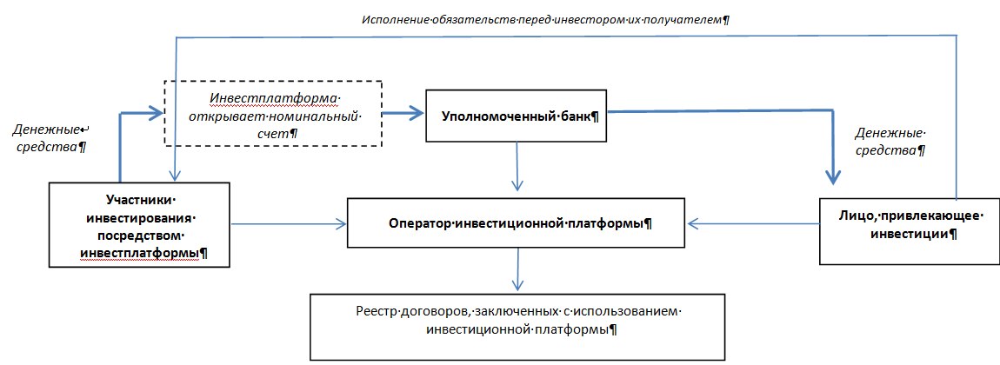 Исполнение обязательств перед инвестором их получателем¶
Инвестплатформа
открывает номинальный
счет¶
Уполномоченный банк¶
Денежные↵
средства¶
Денежные
средства¶
Участники
инвестирования
посредством
инвестплатформы¶
Оператор инвестиционной платформы¶
Лицо, привлекающее
инвестиции¶
Реестр договоров, заключенных с использованием
инвестиционной платформы¶